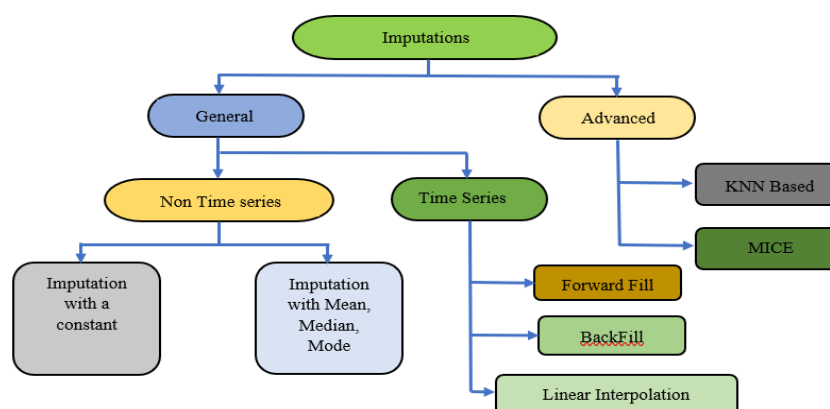 Imputations
General
Advanced
Non Time series
Time Series
KNN Based
MICE
Imputation
with a
constant
Imputation
with Mean,
Median,
Mode
Forward Fill
BackFill
Linear Interpolation